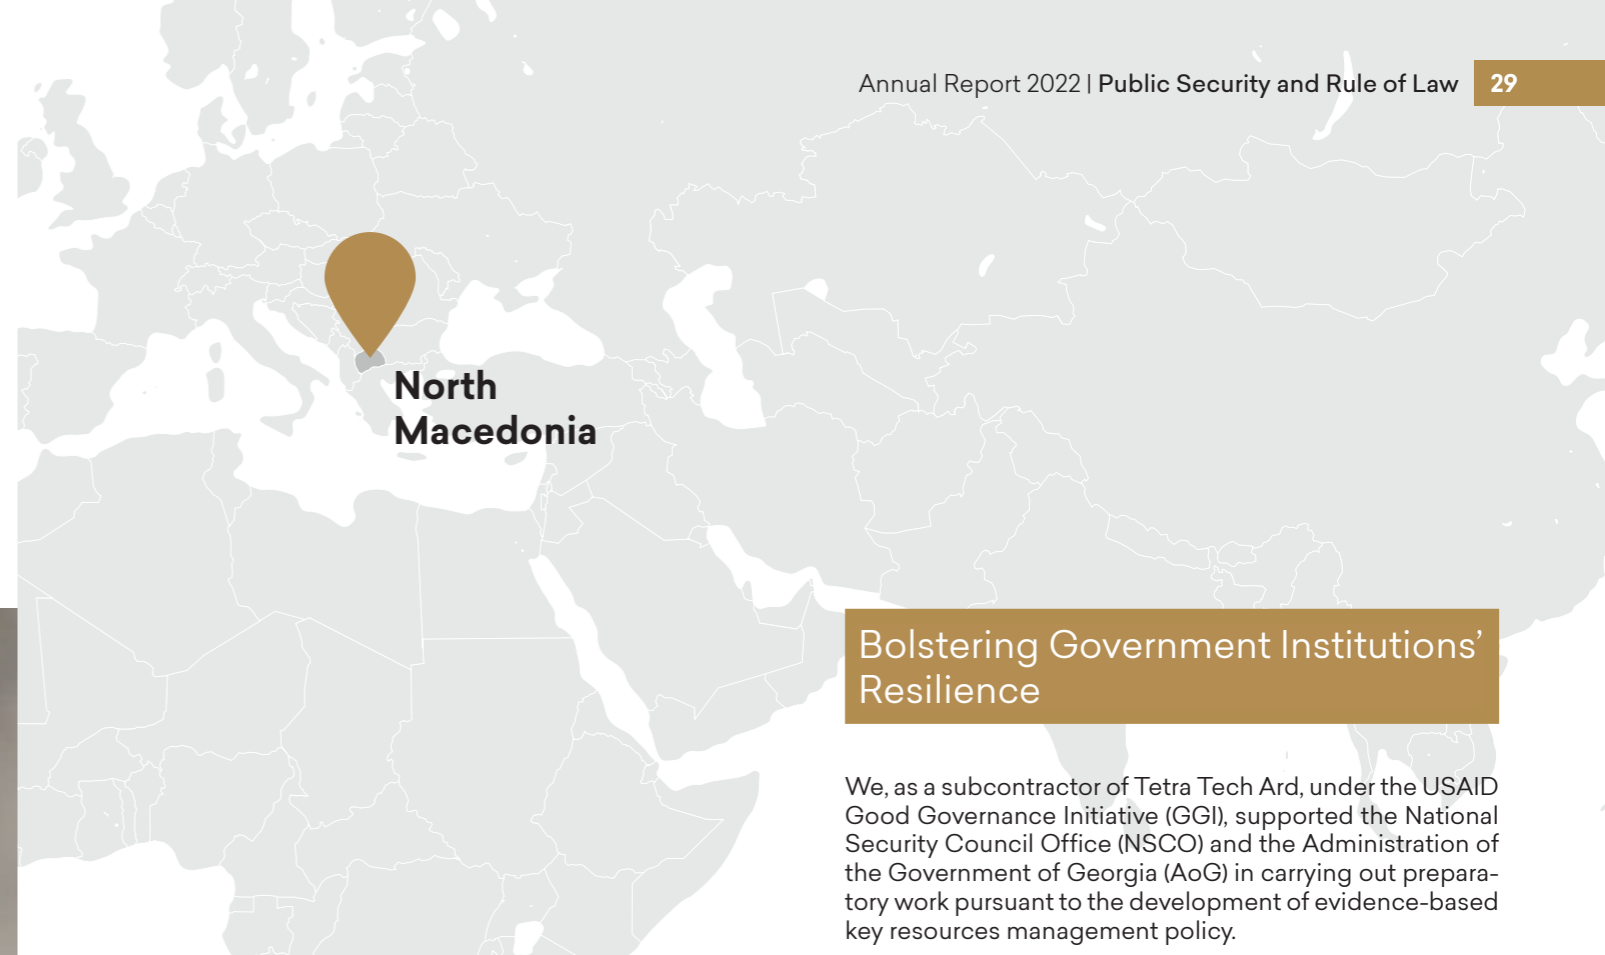 Annual Report 2022 | Public Security and Rule of Law 29
North
Macedonia
Bolstering Government Institutions’
Resilience
We, as a subcontractor of Tetra Tech Ard, under the USAID
Good Governance Initiative (GGI), supported the National
Security Council Office (NSCO) and the Administration of
the Government of Georgia (AoG) in carrying out prepara-
tory work pursuant to the development of evidence-based
key resources management policy.